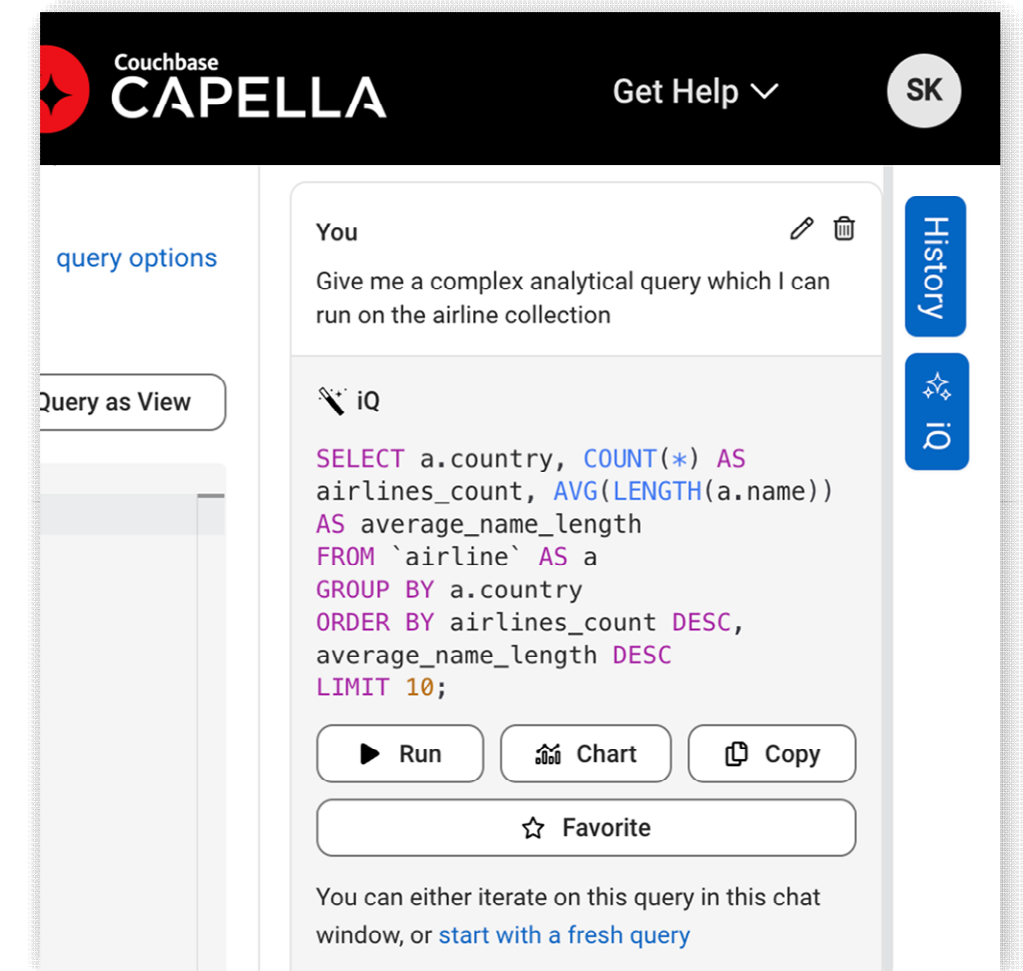 Couchbase
CAPELLA
Get Help
SK
query options
Query as View
You
Give me a complex analytical query which I can
run on the airline collection
iQ
SELECT a.country, COUNT(*) AS
airlines_count, AVG(LENGTH(a.name))
AS average_name_length
FROM `airline` AS a
GROUP BY a.country
ORDER BY airlines_count DESC,
average_name_length DESC
LIMIT 10;
Run
Chart
Copy
Favorite
You can either iterate on this query in this chat
window, or start with a fresh query
History
iQ